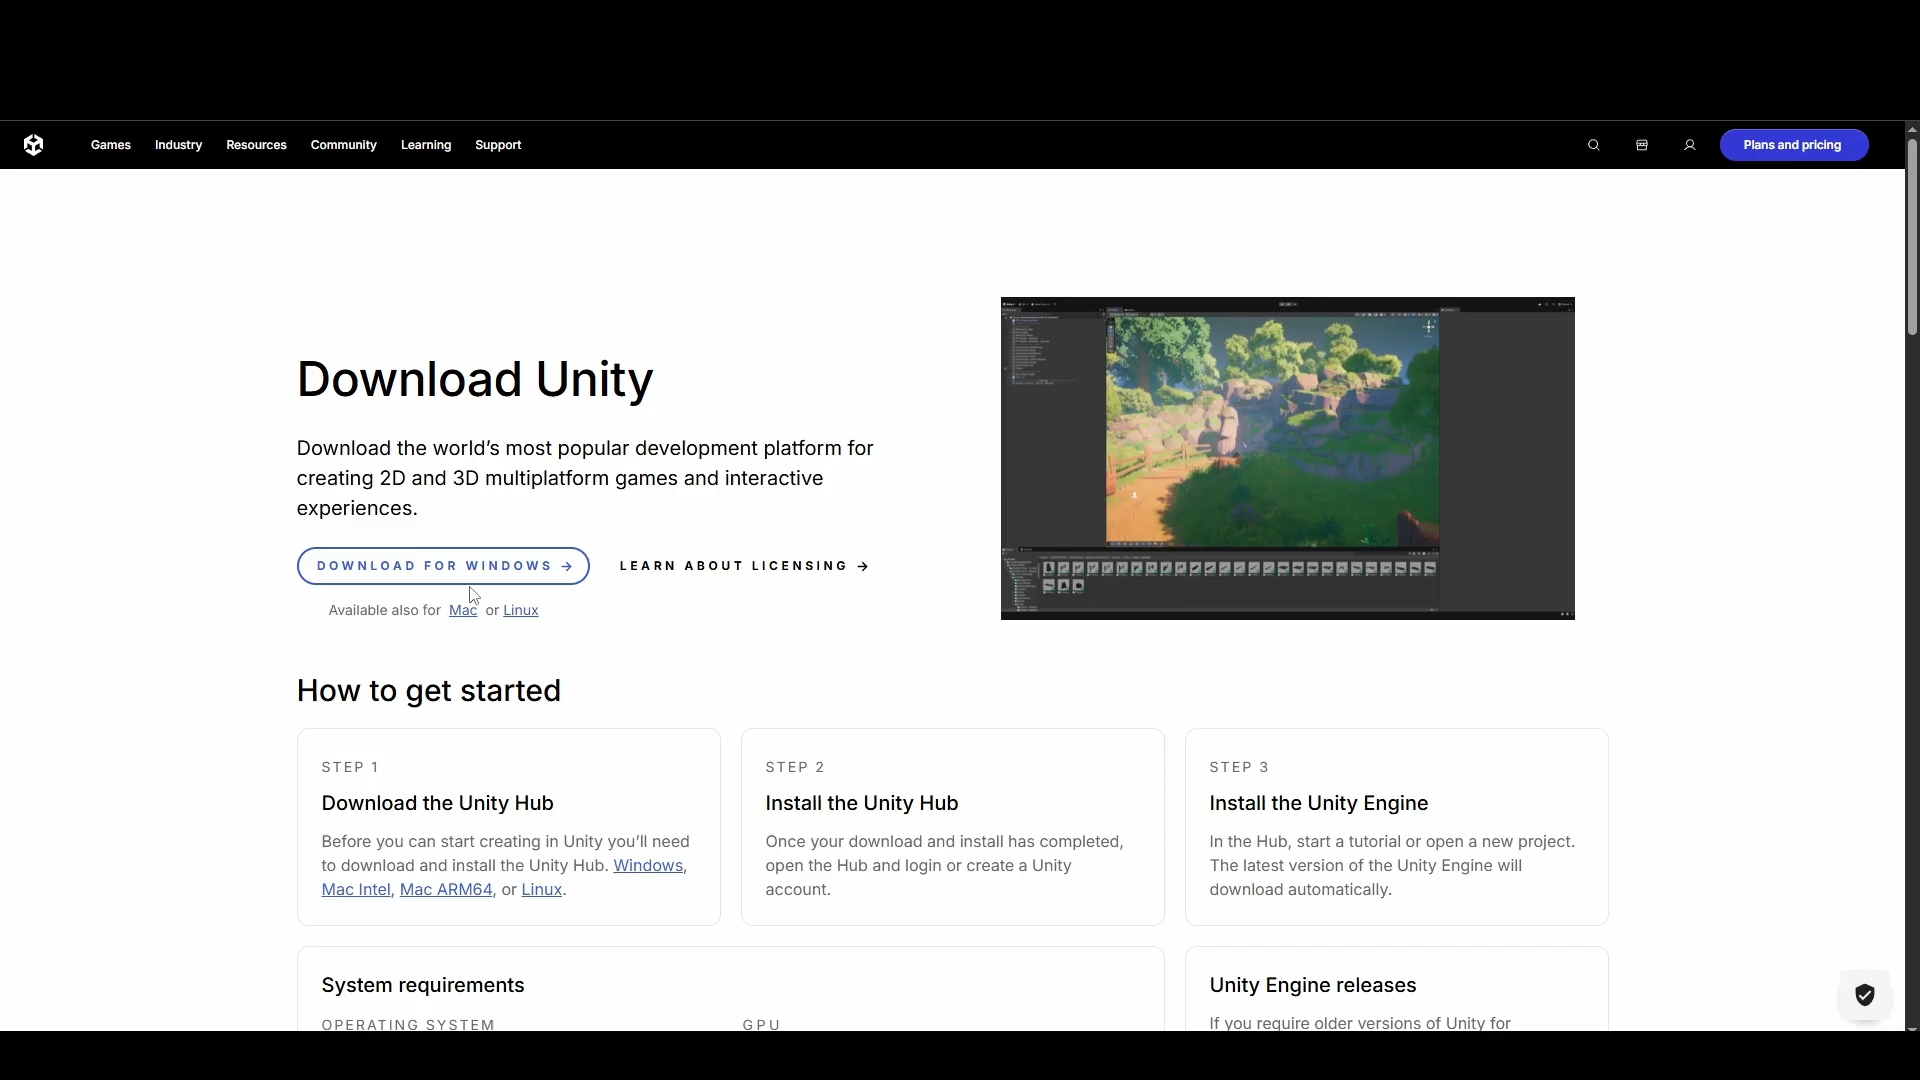 Games Industry Resources Community Learning Support Plans and pricing
Download Unity
Download the world's most popular development platform for
creating 2D and 3D multiplatform games and interactive
experiences.
DOWNLOAD FOR WINDOWS → LEARN ABOUT LICENSING →
Available also for Mac or Linux
How to get started
STEP 1
Download the Unity Hub
Before you can start creating in Unity you'll need
to download and install the Unity Hub. Windows,
Mac Intel, Mac ARM64, or Linux.
STEP 2
Install the Unity Hub
Once your download and install has completed,
open the Hub and login or create a Unity
account.
STEP 3
Install the Unity Engine
In the Hub, start a tutorial or open a new project.
The latest version of the Unity Engine will
download automatically.
System requirements
OPERATING SYSTEM GPU
Unity Engine releases
If you require older versions of Unity for